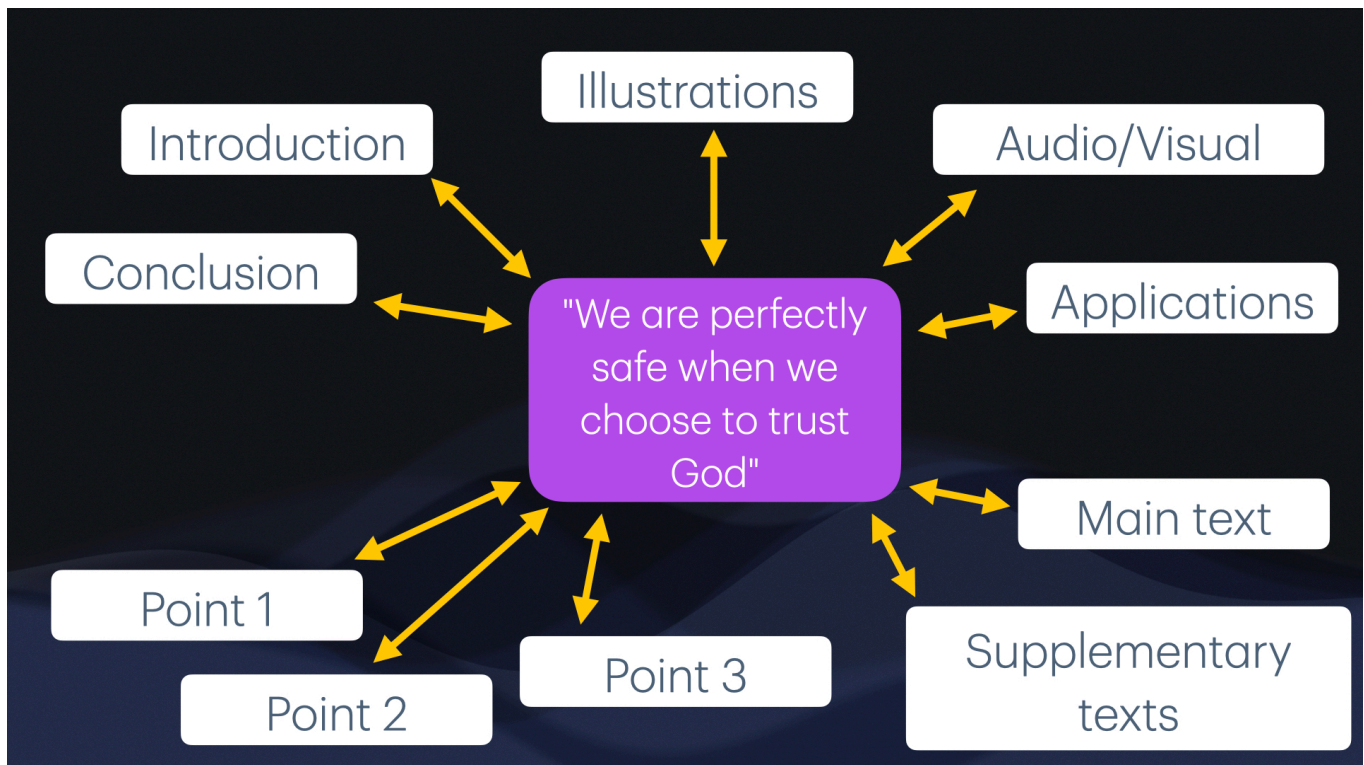 Illustrations
Introduction
Audio/Visual
Conclusion
Applications
"We are perfectly
safe when we
choose to trust
God"
Main text
Point 1
Point 2
Point 3
Supplementary
texts